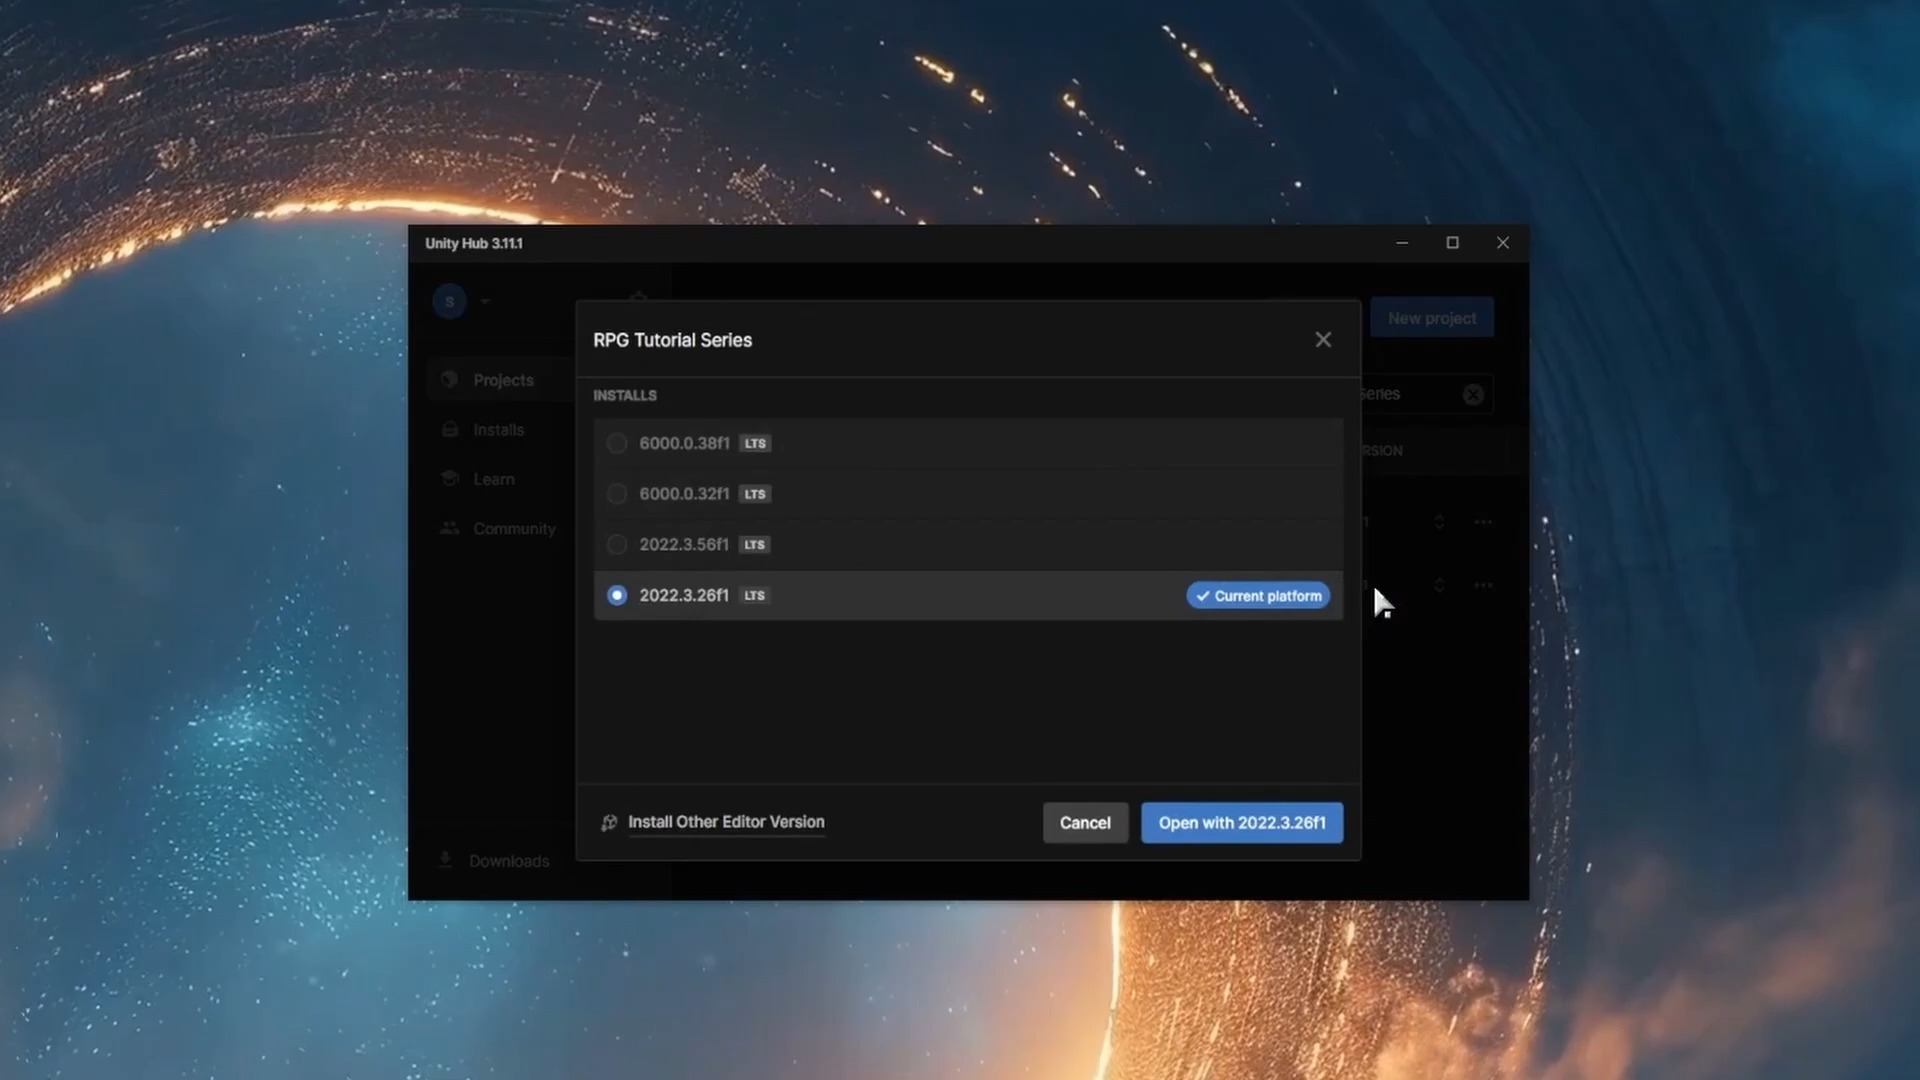 Unity Hub 3.11.1
S
New project
RPG Tutorial Series
Projects
INSTALLS
Series
Installs
6000.0.38f1 LTS
RSION
Learn
6000.0.32f1 LTS
Community
2022.3.56f1 LTS
2022.3.26f1 LTS
Current platform
Install Other Editor Version
Cancel
Open with 2022.3.26f1
Downloads